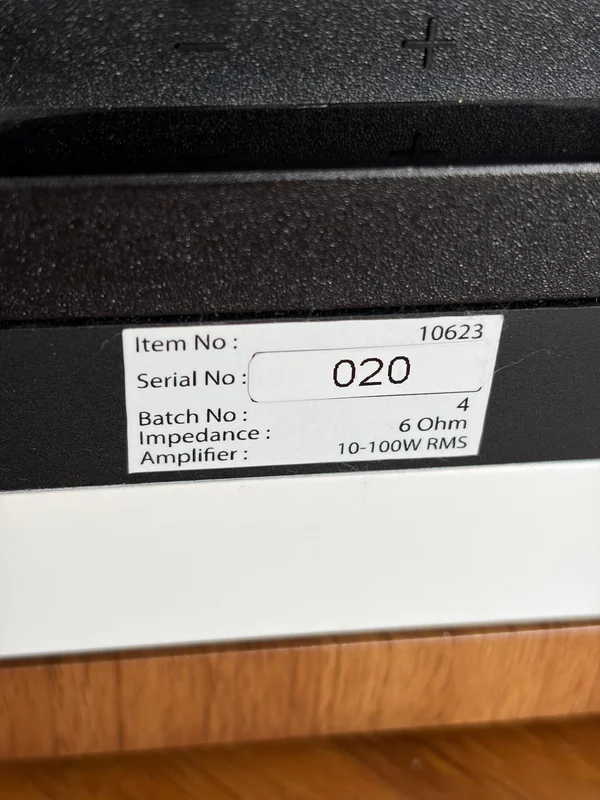 − +
Item No : 10623
Serial No : 020
Batch No : 4
Impedance : 6 Ohm
Amplifier : 10-100W RMS